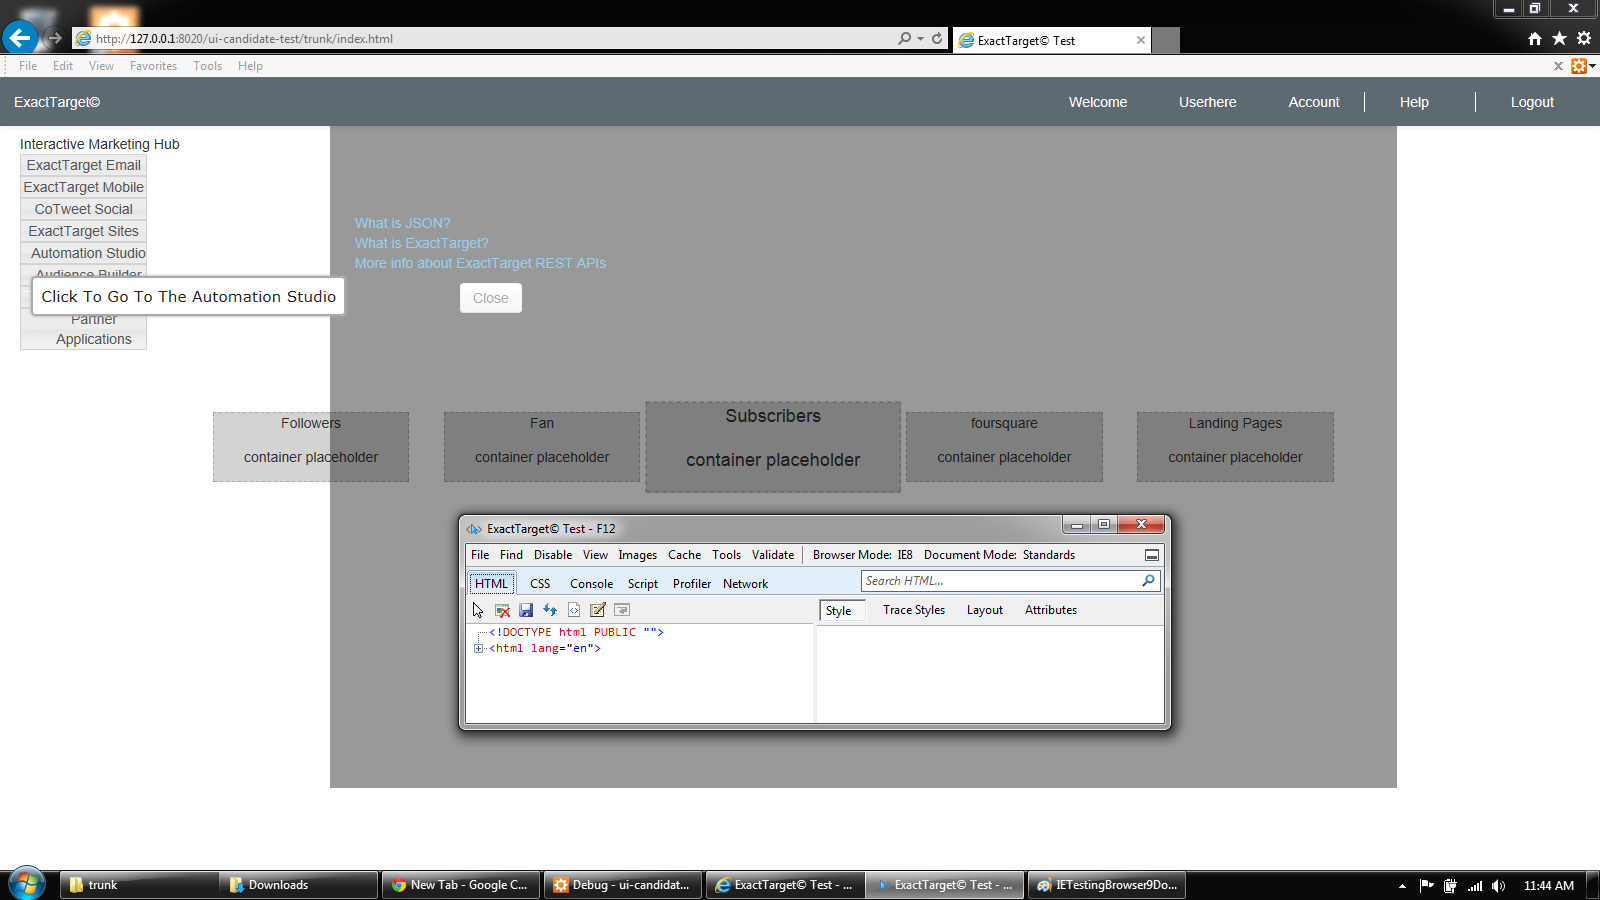 http://127.0.0.1:8020/ui-candidate-test/trunk/index.html
ExactTarget© Test
File Edit View Favorites Tools Help
ExactTarget© Welcome Userhere Account Help Logout
Interactive Marketing Hub
ExactTarget Email
ExactTarget Mobile
CoTweet Social
ExactTarget Sites
Automation Studio
Audience Builder
Click To Go To The Automation Studio
Partner
Applications
What is JSON?
What is ExactTarget?
More info about ExactTarget REST APIs
Close
Followers
container placeholder
Fan
container placeholder
Subscribers
container placeholder
foursquare
container placeholder
Landing Pages
container placeholder
ExactTarget© Test - F12
File Find Disable View Images Cache Tools Validate Browser Mode: IE8 Document Mode: Standards
HTML CSS Console Script Profiler Network Search HTML...
Style Trace Styles Layout Attributes
<!DOCTYPE html PUBLIC "">
<html lang="en">
trunk Downloads New Tab - Google C... Debug - ui-candidat... ExactTarget© Test - ... ExactTarget© Test - ... IETestingBrowser9Do... 11:44 AM